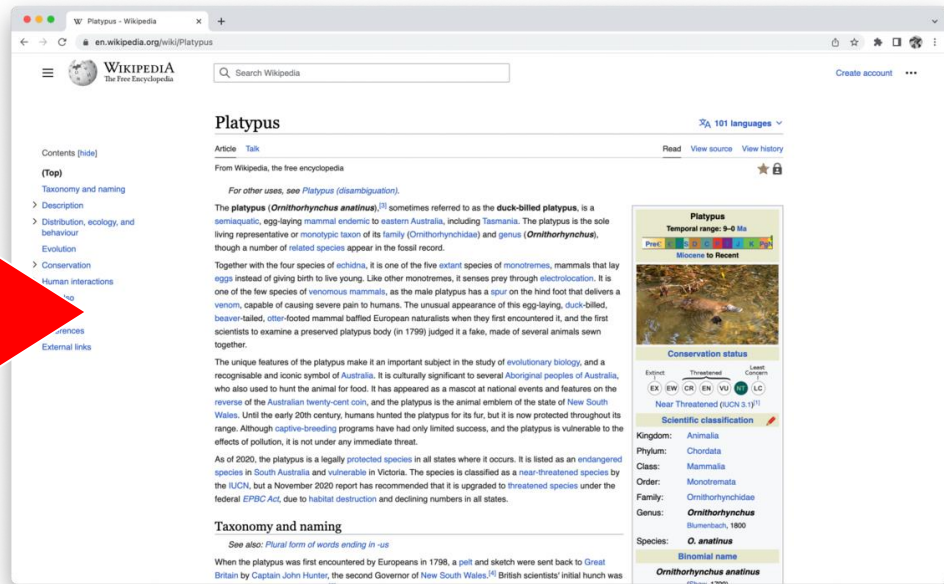 Platypus - Wikipedia
en.wikipedia.org/wiki/Platypus
WIKIPEDIA
The Free Encyclopedia
Search Wikipedia
Create account
Platypus
101 languages
Article Talk
Read View source View history
From Wikipedia, the free encyclopedia
Contents [hide]
(Top)
Taxonomy and naming
Description
Distribution, ecology, and
behaviour
Evolution
Conservation
Human interactions
External links
For other uses, see Platypus (disambiguation).
The platypus (Ornithorhynchus anatinus),[3] sometimes referred to as the duck-billed platypus, is a
semiaquatic, egg-laying mammal endemic to eastern Australia, including Tasmania. The platypus is the sole
living representative or monotypic taxon of its family (Ornithorhynchidae) and genus (Ornithorhynchus),
though a number of related species appear in the fossil record.
Together with the four species of echidna, it is one of the five extant species of monotremes, mammals that lay
eggs instead of giving birth to live young. Like other monotremes, it senses prey through electrolocation. It is
one of the few species of venomous mammals, as the male platypus has a spur on the hind foot that delivers a
venom, capable of causing severe pain to humans. The unusual appearance of this egg-laying, duck-billed,
beaver-tailed, otter-footed mammal baffled European naturalists when they first encountered it, and the first
scientists to examine a preserved platypus body (in 1799) judged it a fake, made of several animals sewn
together.
The unique features of the platypus make it an important subject in the study of evolutionary biology, and a
recognisable and iconic symbol of Australia. It is culturally significant to several Aboriginal peoples of Australia,
who also used to hunt the animal for food. It has appeared as a mascot at national events and features on the
reverse of the Australian twenty-cent coin, and the platypus is the animal emblem of the state of New South
Wales. Until the early 20th century, humans hunted the platypus for its fur, but it is now protected throughout its
range. Although captive-breeding programs have had only limited success, and the platypus is vulnerable to the
effects of pollution, it is not under any immediate threat.
As of 2020, the platypus is a legally protected species in all states where it occurs. It is listed as an endangered
species in South Australia and vulnerable in Victoria. The species is classified as a near-threatened species by
the IUCN, but a November 2020 report has recommended that it is upgraded to threatened species under the
federal EPBC Act, due to habitat destruction and declining numbers in all states.
Taxonomy and naming
See also: Plural form of words ending in -us
When the platypus was first encountered by Europeans in 1798, a pelt and sketch were sent back to Great
Britain by Captain John Hunter, the second Governor of New South Wales.[4] British scientists' initial hunch was
Platypus
Temporal range: 9–0 Ma
Miocene to Recent
Conservation status
Extinct Threatened Least
Concern
EX EW CR EN VU NT LC
Near Threatened (IUCN 3.1)[1]
Scientific classification
Kingdom: Animalia
Phylum: Chordata
Class: Mammalia
Order: Monotremata
Family: Ornithorhynchidae
Genus: Ornithorhynchus
Blumenbach, 1800
Species: O. anatinus
Binomial name
Ornithorhynchus anatinus